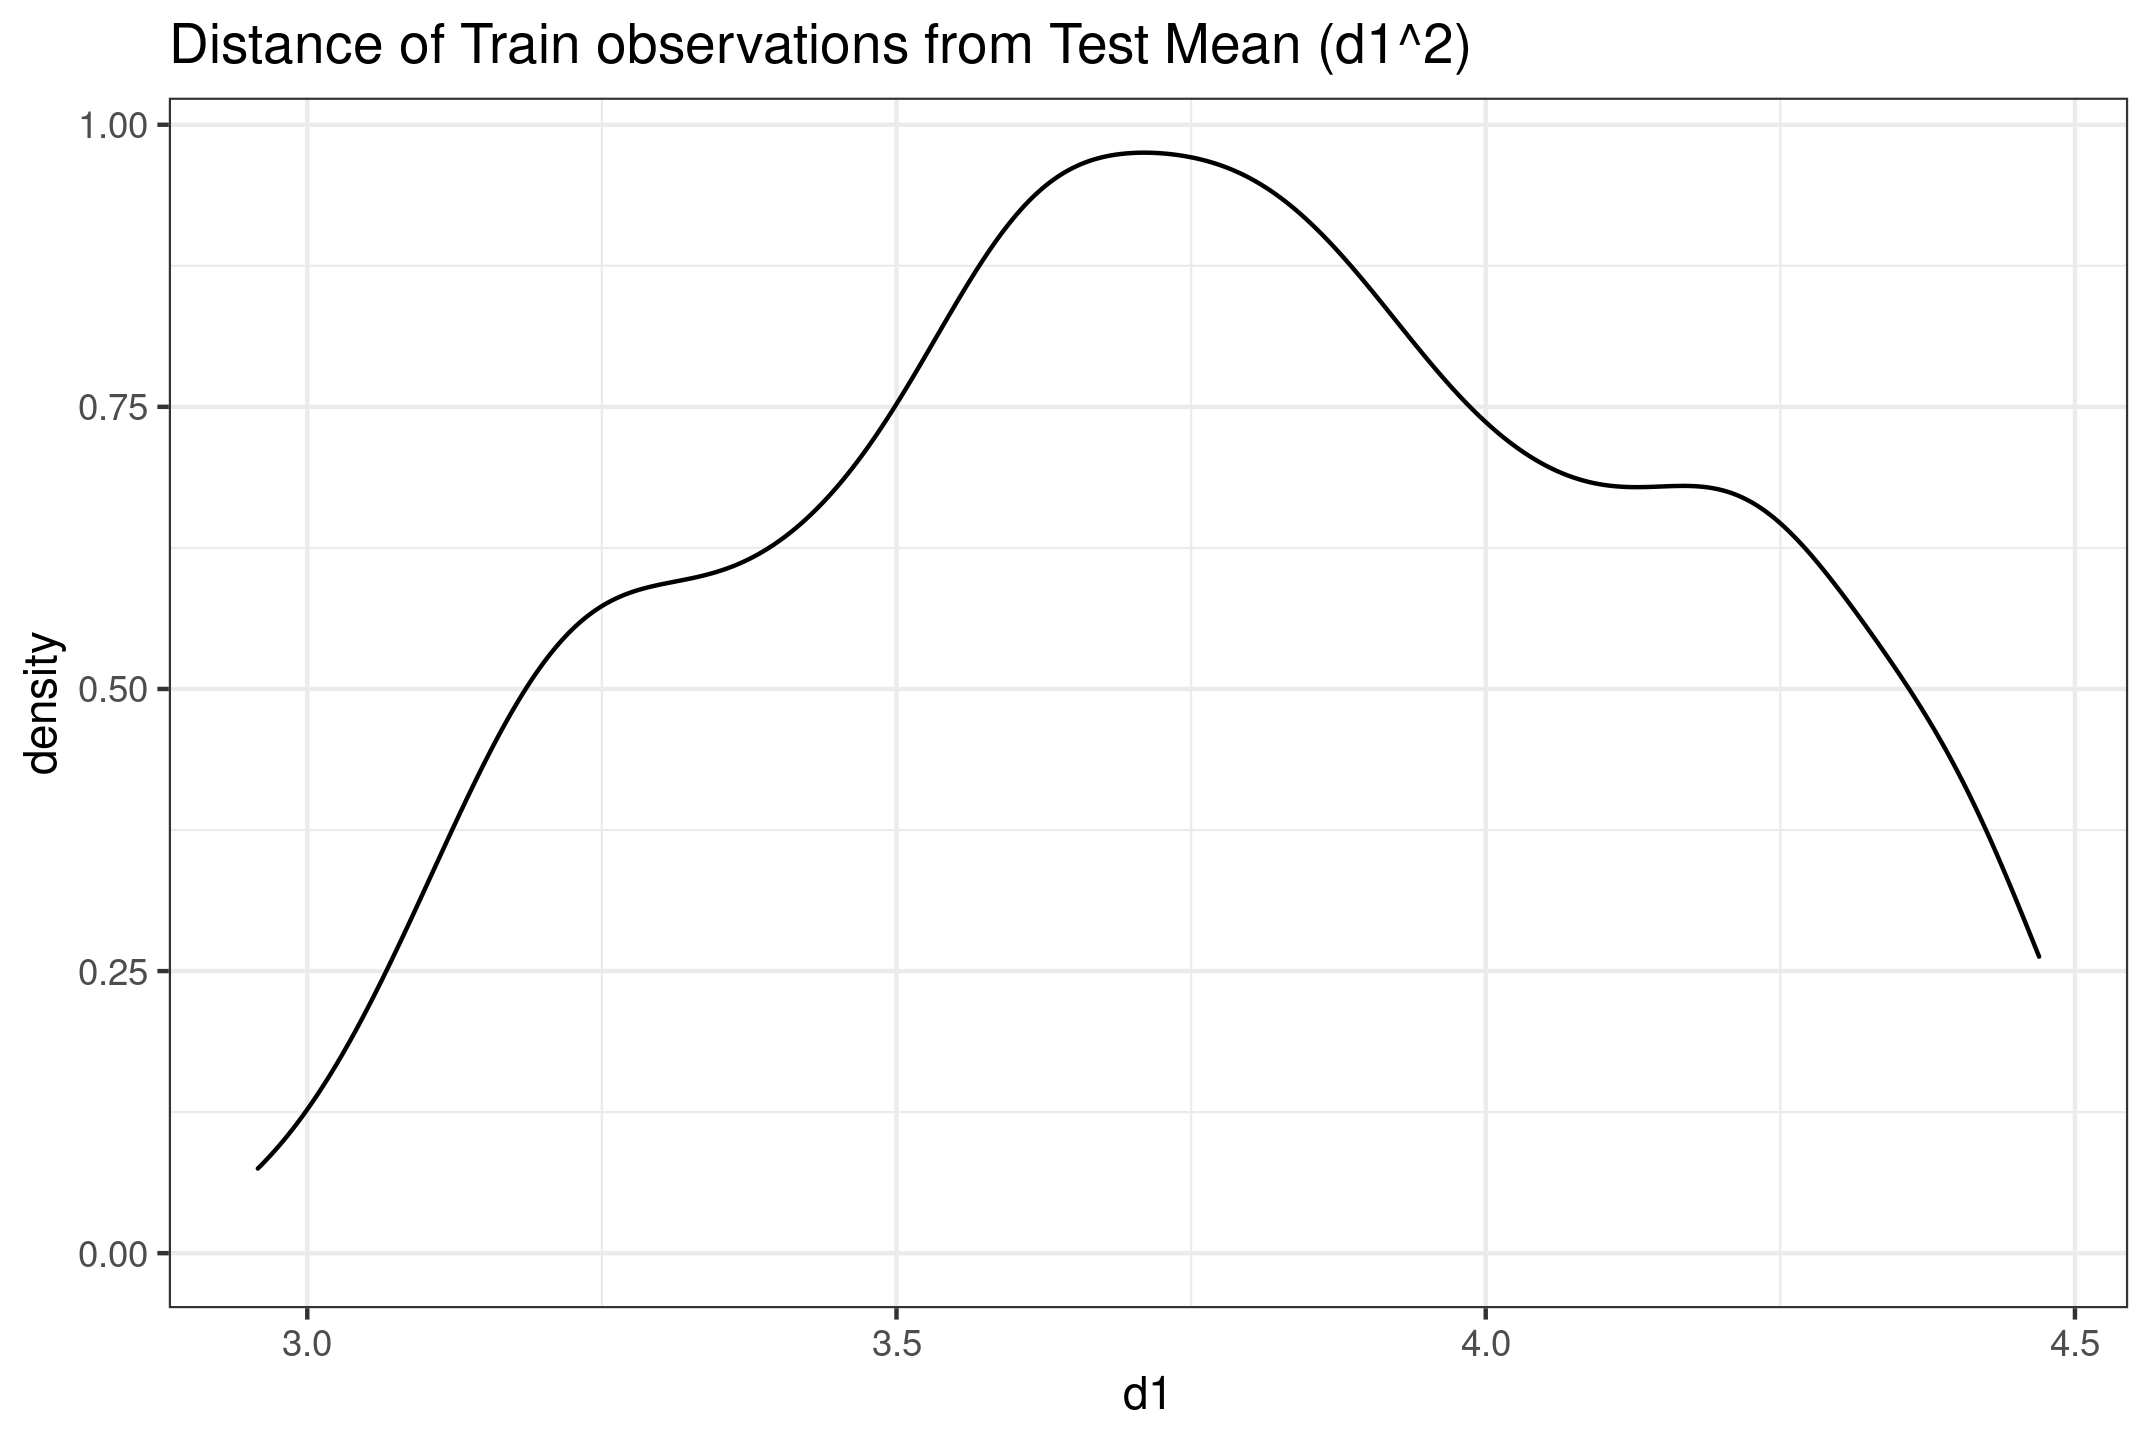 Distance of Train observations from Test Mean (d1^2)
1.00
0.75
0.50
0.25
0.00
density
3.0 3.5 4.0 4.5
d1